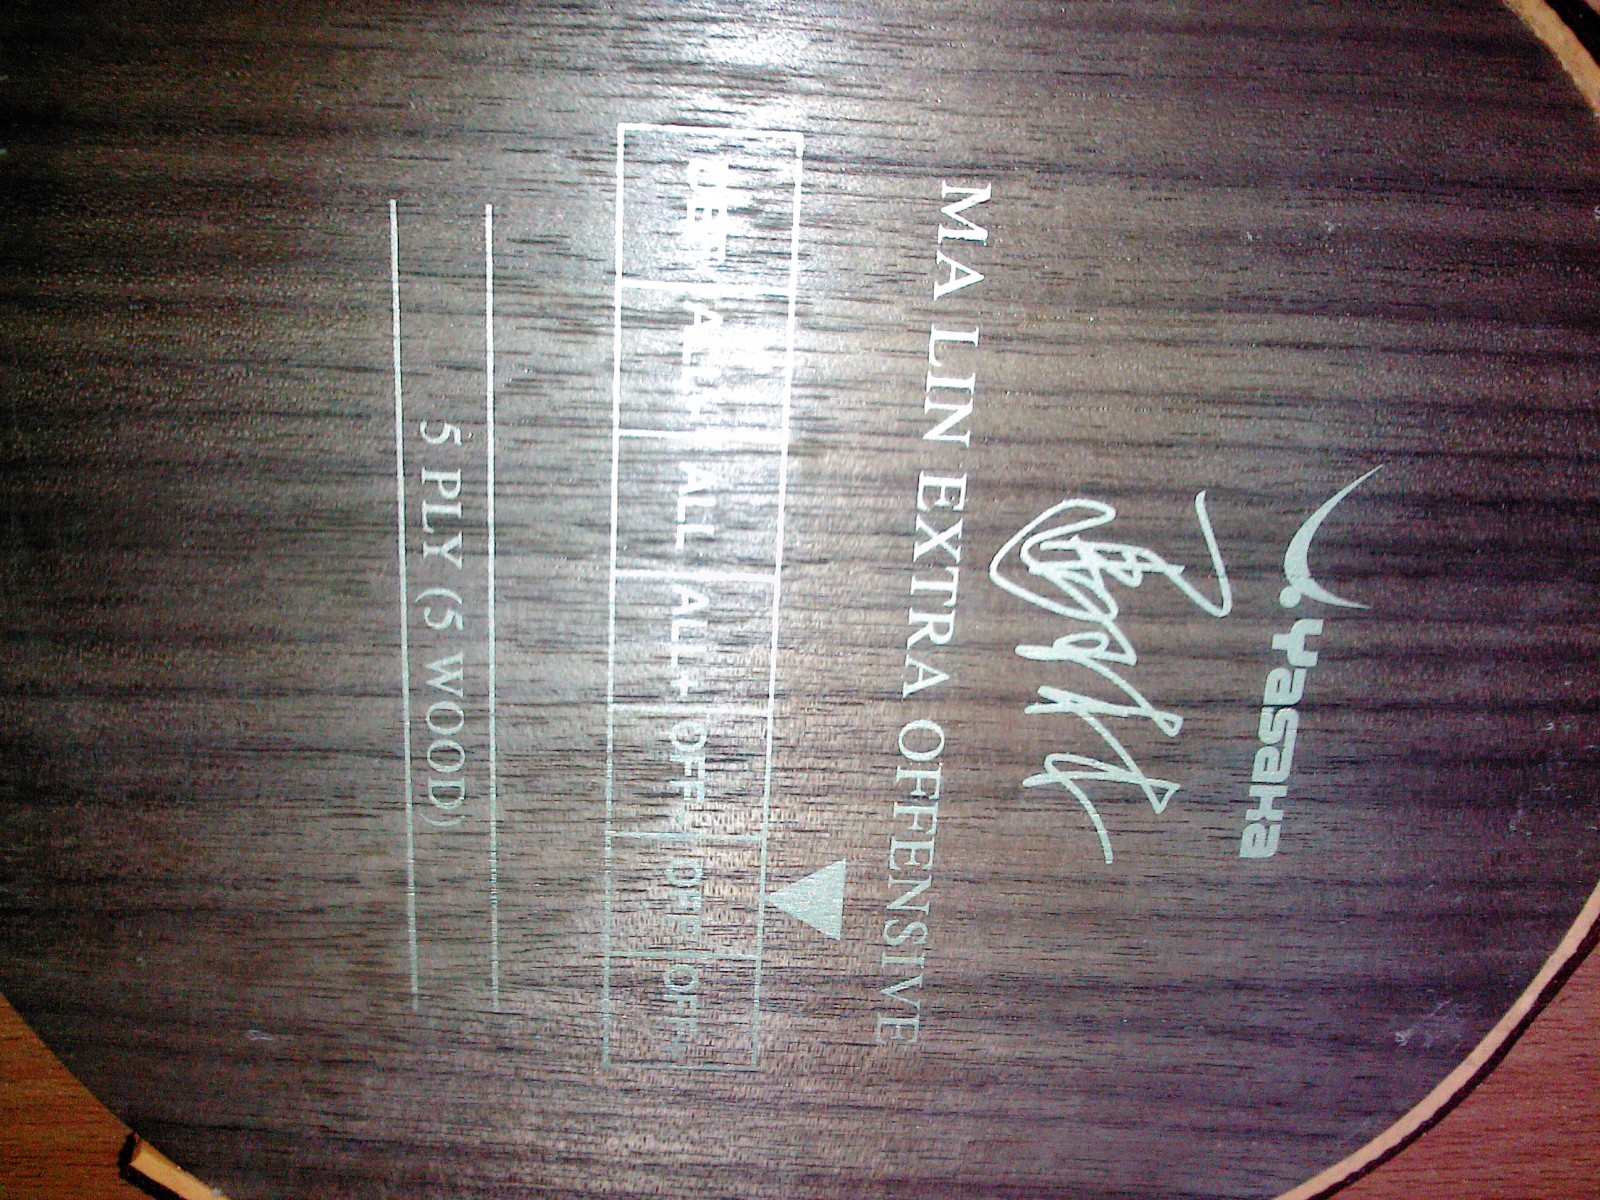 Yasaka
MA LIN EXTRA OFFENSIVE
DEF ALL- ALL ALL+ OFF- OFF OFF+
5 PLY (5 WOOD)